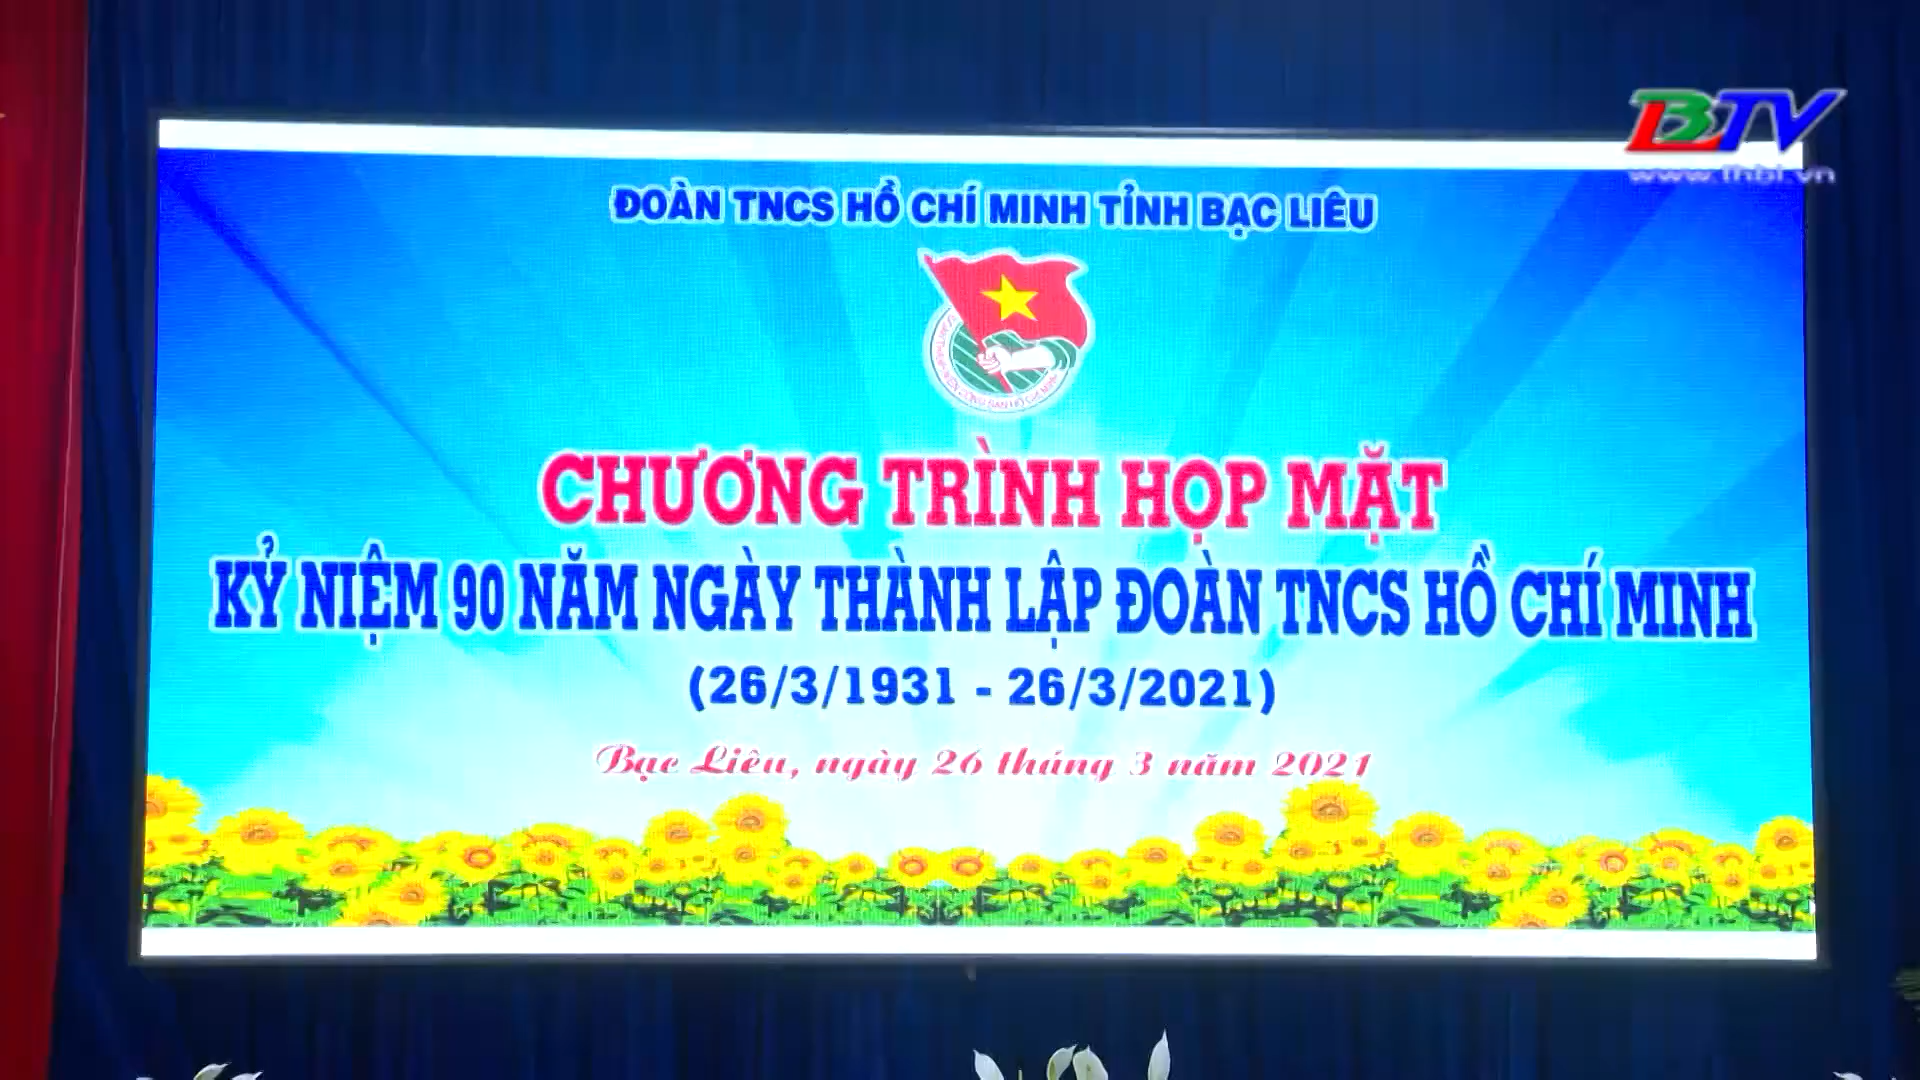 BTV
www.thbl.vn
ĐOÀN TNCS HỒ CHÍ MINH TỈNH BẠC LIÊU
CHƯƠNG TRÌNH HỌP MẶT
KỶ NIỆM 90 NĂM NGÀY THÀNH LẬP ĐOÀN TNCS HỒ CHÍ MINH
(26/3/1931 - 26/3/2021)
Bạc Liêu, ngày 26 tháng 3 năm 2021